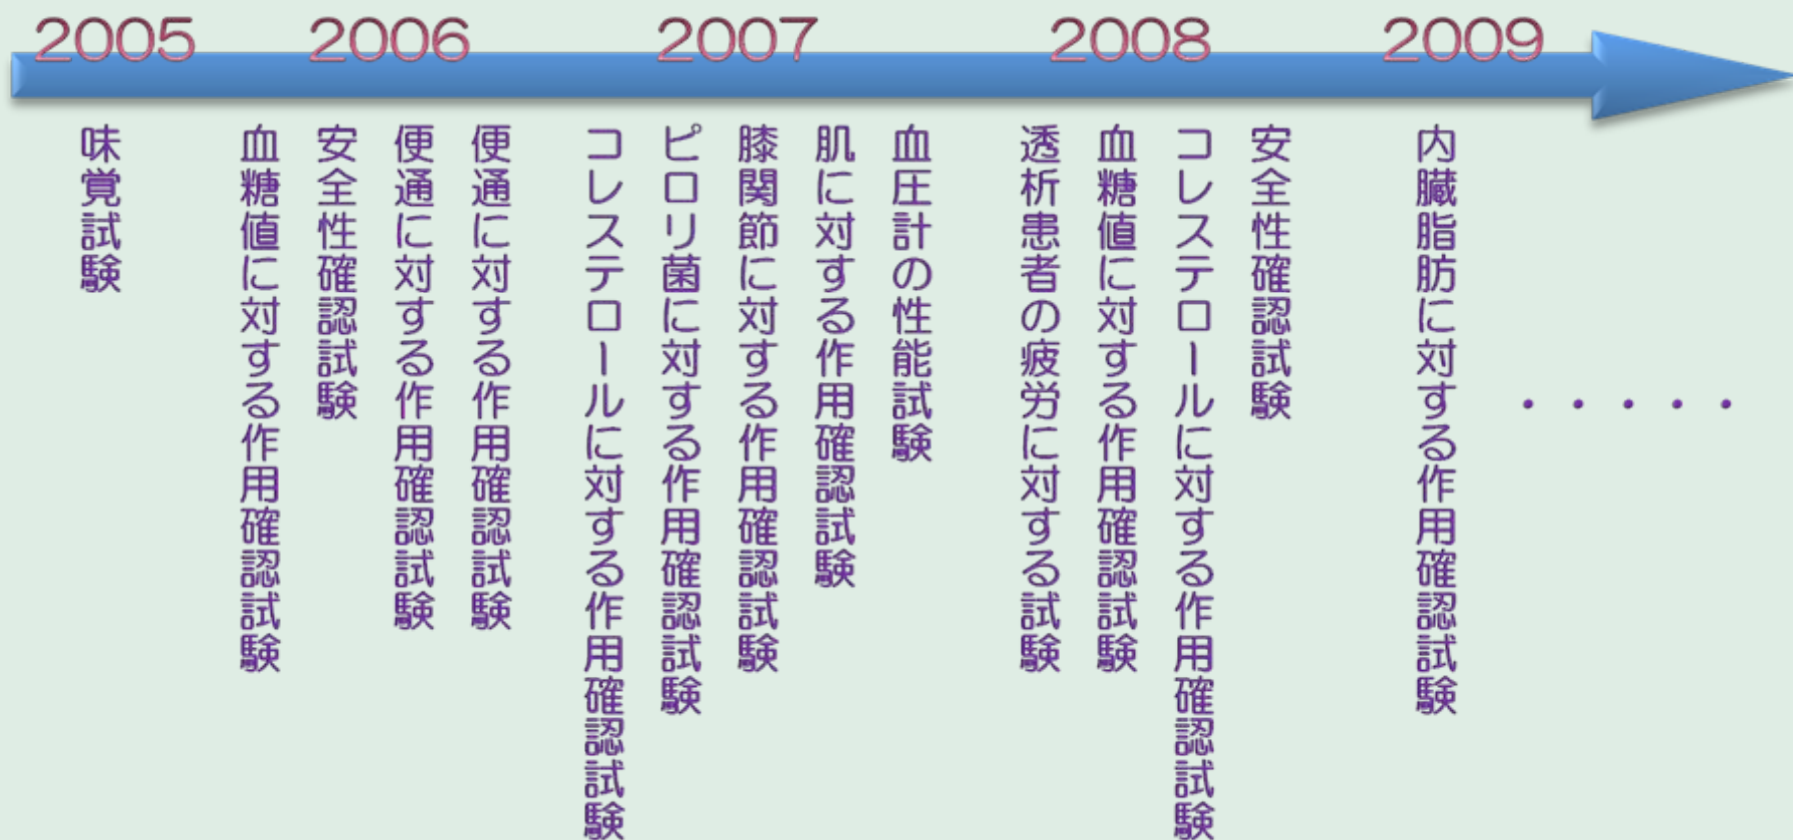 2005
2006
2007
2008
2009
味覚試験
血糖値に対する作用確認試験
安全性確認試験
便通に対する作用確認試験
便通に対する作用確認試験
コレステロールに対する作用確認試験
ピロリ菌に対する作用確認試験
膝関節に対する作用確認試験
肌に対する作用確認試験
血圧計の性能試験
透析患者の疲労に対する試験
血糖値に対する作用確認試験
コレステロールに対する作用確認試験
安全性確認試験
内臓脂肪に対する作用確認試験
・・・・・